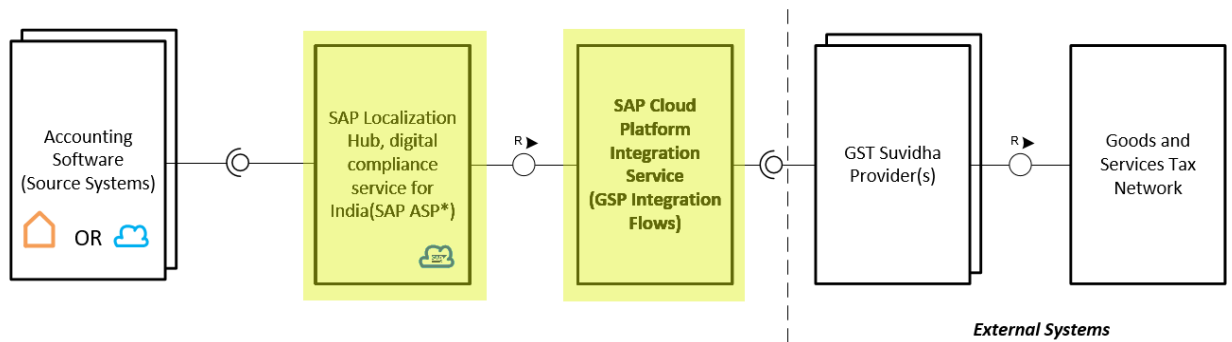 Accounting
Software
(Source Systems)
OR
SAP Localization
Hub, digital
compliance
service for
India(SAP ASP*)
SAP
R
SAP Cloud
Platform
Integration
Service
(GSP Integration
Flows)
GST Suvidha
Provider(s)
R
Goods and
Services Tax
Network
External Systems